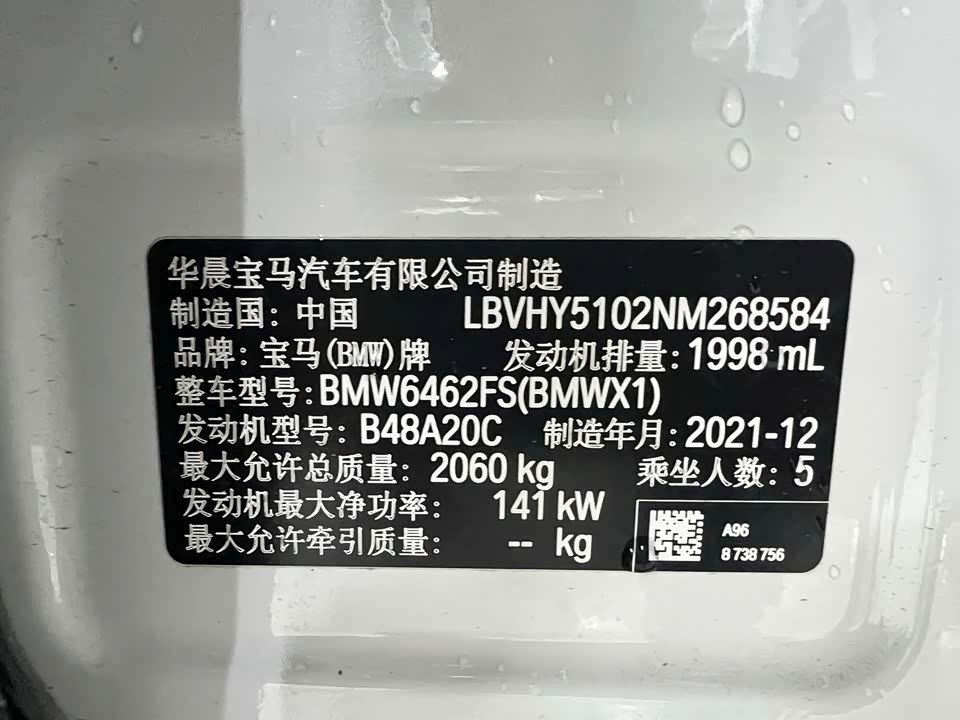 华晨宝马汽车有限公司制造
制造国: 中国 LBVHY5102NM268584
品牌: 宝马(BMW)牌 发动机排量: 1998 mL
整车型号: BMW6462FS(BMWX1)
发动机型号: B48A20C 制造年月: 2021-12
最大允许总质量: 2060 kg 乘坐人数: 5
发动机最大净功率: 141 kW
最大允许牵引质量: -- kg
A96
8 738 756